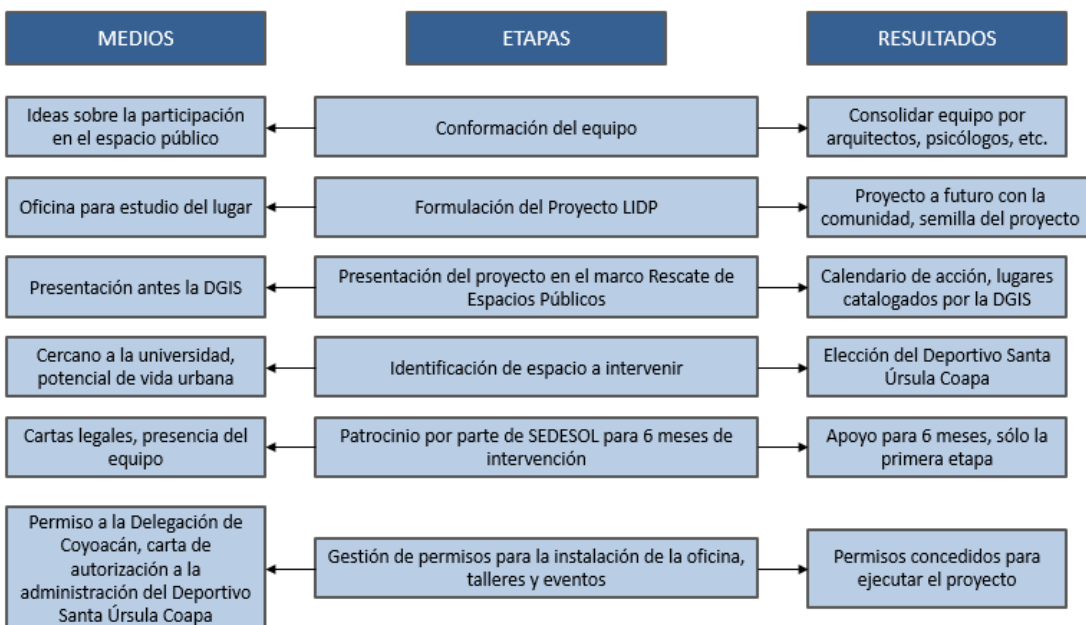 MEDIOS
ETAPAS
RESULTADOS
Ideas sobre la participación
en el espacio público
Conformación del equipo
Consolidar equipo por
arquitectos, psicólogos, etc.
Oficina para estudio del lugar
Formulación del Proyecto LIDP
Proyecto a futuro con la
comunidad, semilla del proyecto
Presentación ante la DGIS
Presentación del proyecto en el marco Rescate de
Espacios Públicos
Calendario de acción, lugares
catalogados por la DGIS
Cercano a la universidad,
potencial de vida urbana
Identificación de espacio a intervenir
Elección del Deportivo Santa
Úrsula Coapa
Cartas legales, presencia del
equipo
Patrocinio por parte de SEDESOL para 6 meses de
intervención
Apoyo para 6 meses, sólo la
primera etapa
Permiso a la Delegación de
Coyoacán, carta de
autorización a la
administración del Deportivo
Santa Úrsula Coapa
Gestión de permisos para la instalación de la oficina,
talleres y eventos
Permisos concedidos para
ejecutar el proyecto